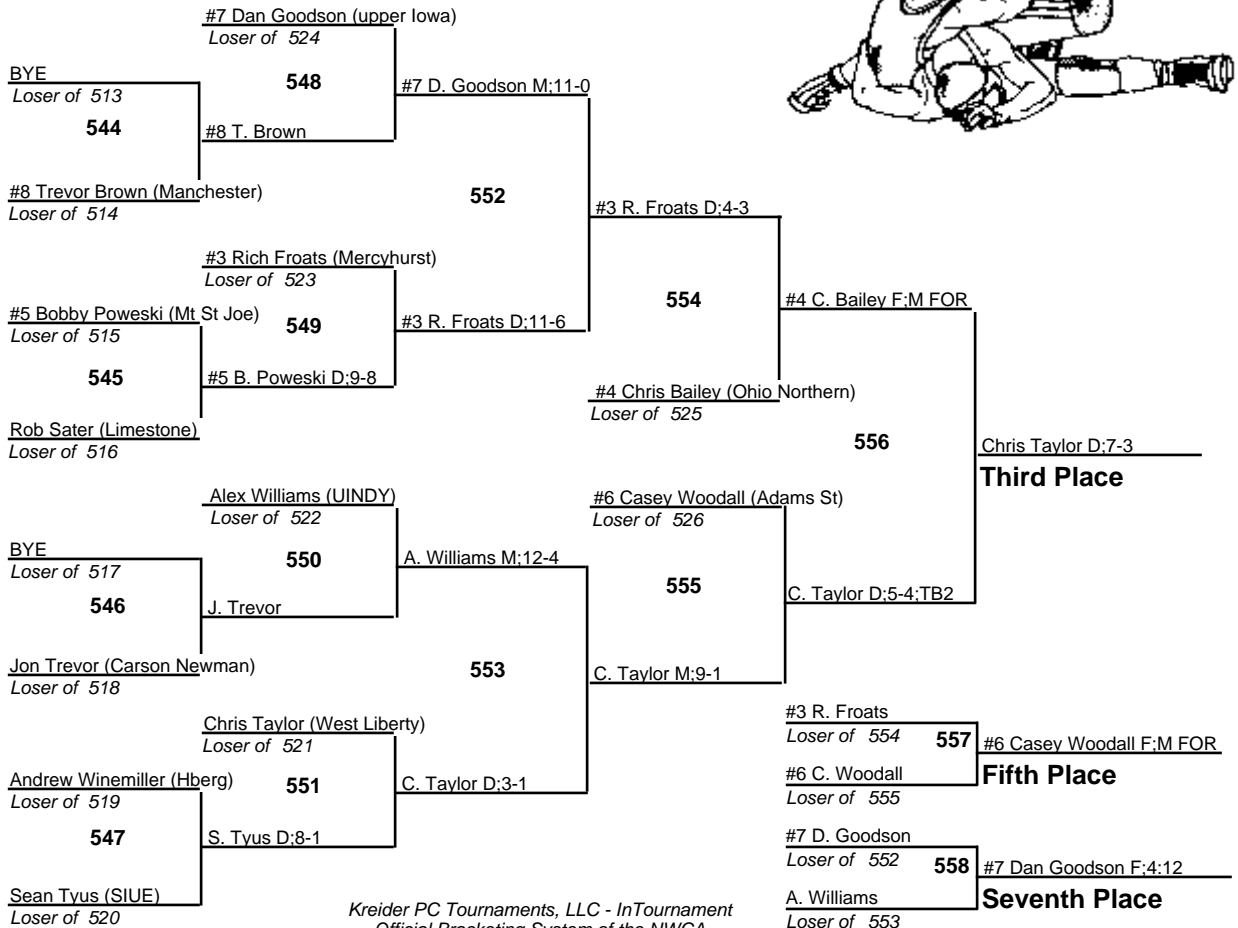 #7 Dan Goodson (upper Iowa)
Loser of 524
BYE
Loser of 513
548
#7 D. Goodson M;11-0
544
#8 T. Brown
#8 Trevor Brown (Manchester)
Loser of 514
552
#3 R. Froats D;4-3
#3 Rich Froats (Mercyhurst)
Loser of 523
#5 Bobby Poweski (Mt St Joe)
Loser of 515
549
#3 R. Froats D;11-6
554
#4 C. Bailey F;M FOR
545
#5 B. Poweski D;9-8
#4 Chris Bailey (Ohio Northern)
Loser of 525
Rob Sater (Limestone)
Loser of 516
556
Chris Taylor D;7-3
Third Place
Alex Williams (UINDY)
Loser of 522
#6 Casey Woodall (Adams St)
Loser of 526
BYE
Loser of 517
550
A. Williams M;12-4
555
C. Taylor D;5-4;TB2
546
J. Trevor
Jon Trevor (Carson Newman)
Loser of 518
553
C. Taylor M;9-1
Chris Taylor (West Liberty)
Loser of 521
#3 R. Froats
Loser of 554
557
#6 Casey Woodall F;M FOR
Fifth Place
#6 C. Woodall
Loser of 555
Andrew Winemiller (Hberg)
Loser of 519
551
C. Taylor D;3-1
547
S. Tyus D;8-1
#7 D. Goodson
Loser of 552
558
#7 Dan Goodson F;4:12
Seventh Place
A. Williams
Loser of 553
Sean Tyus (SIUE)
Loser of 520
Kreider PC Tournaments, LLC - InTournament
Official Bracketing System of the NWCA